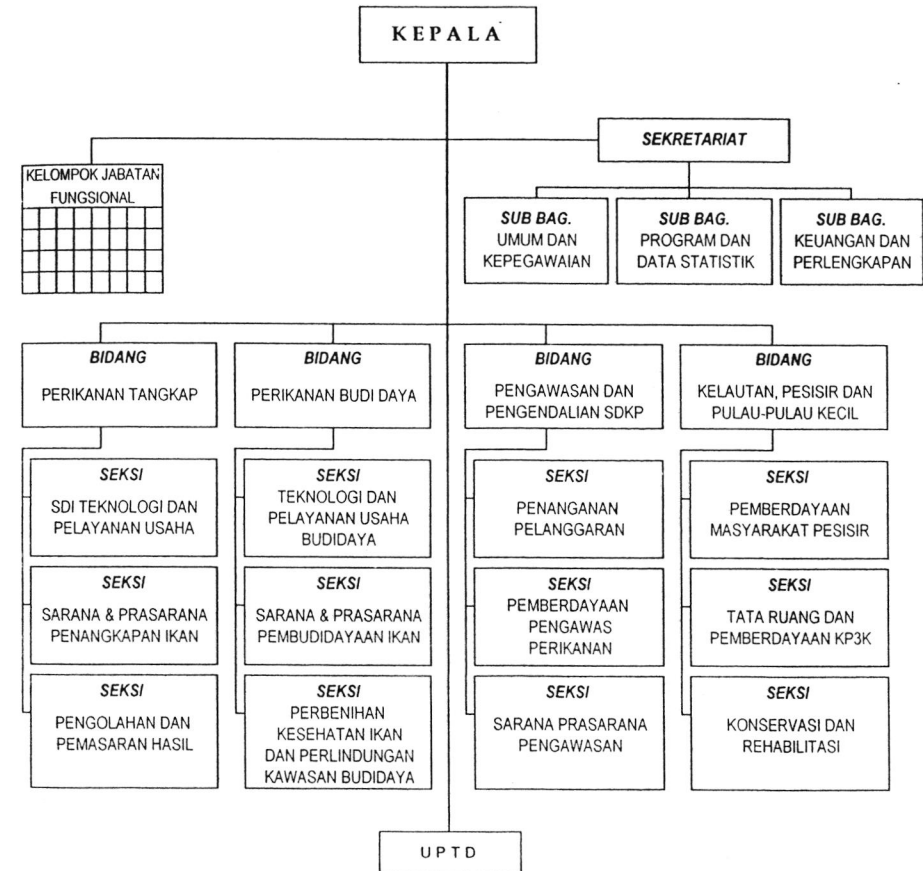 KEPALA
SEKRETARIAT
KELOMPOK JABATAN
FUNGSIONAL
SUB BAG.
UMUM DAN
KEPEGAWAIAN
SUB BAG.
PROGRAM DAN
DATA STATISTIK
SUB BAG.
KEUANGAN DAN
PERLENGKAPAN
BIDANG
PERIKANAN TANGKAP
BIDANG
PERIKANAN BUDI DAYA
BIDANG
PENGAWASAN DAN
PENGENDALIAN SDKP
BIDANG
KELAUTAN, PESISIR DAN
PULAU-PULAU KECIL
SEKSI
SDI TEKNOLOGI DAN
PELAYANAN USAHA
SEKSI
TEKNOLOGI DAN
PELAYANAN USAHA
BUDIDAYA
SEKSI
PENANGANAN
PELANGGARAN
SEKSI
PEMBERDAYAAN
MASYARAKAT PESISIR
SEKSI
SARANA & PRASARANA
PENANGKAPAN IKAN
SEKSI
SARANA & PRASARANA
PEMBUDIDAYAAN IKAN
SEKSI
PEMBERDAYAAN
PENGAWAS
PERIKANAN
SEKSI
TATA RUANG DAN
PEMBERDAYAAN KP3K
SEKSI
PENGOLAHAN DAN
PEMASARAN HASIL
SEKSI
PERBENIHAN
KESEHATAN IKAN
DAN PERLINDUNGAN
KAWASAN BUDIDAYA
SEKSI
SARANA PRASARANA
PENGAWASAN
SEKSI
KONSERVASI DAN
REHABILITASI
UPTD